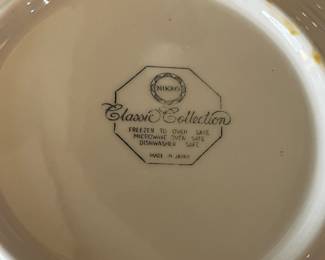 NIKKO
Classic Collection
FREEZER TO OVEN SAFE
MICROWAVE OVEN SAFE
DISHWASHER SAFE
MADE IN JAPAN